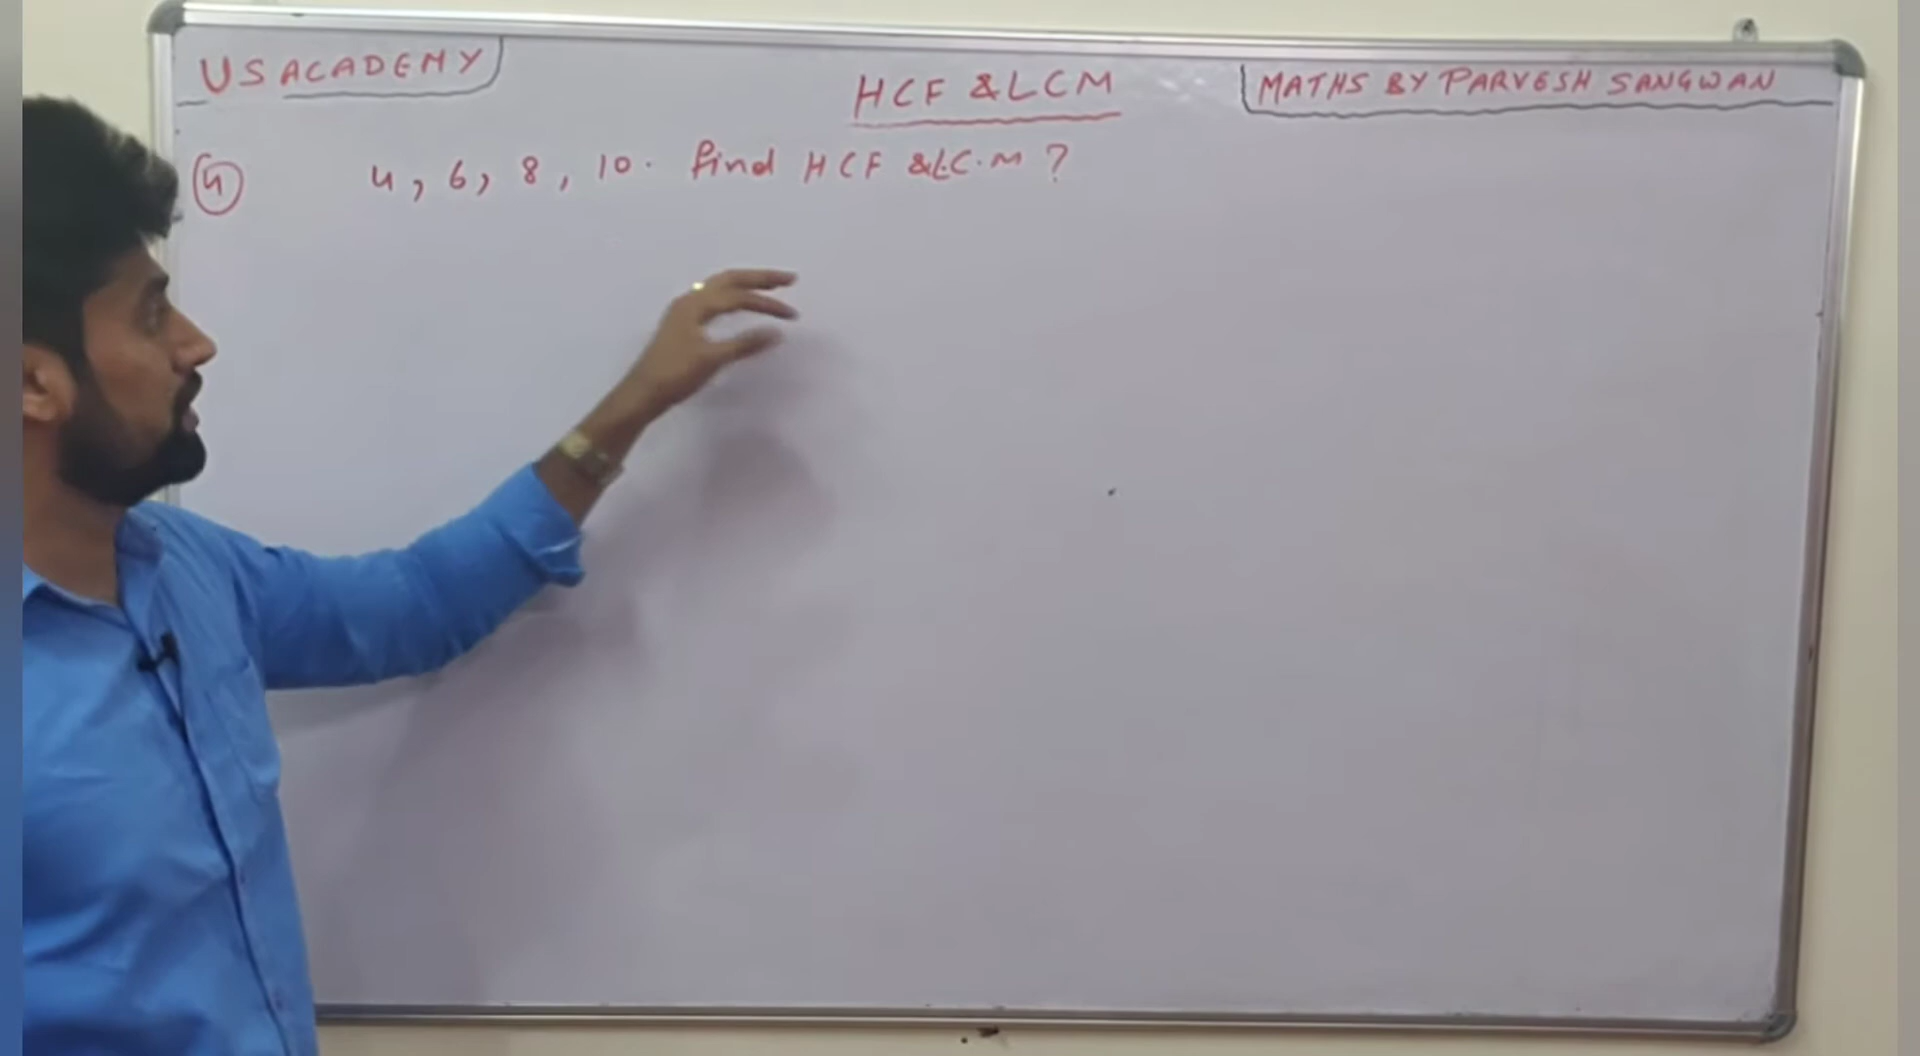 US ACADEMY
HCF & LCM
MATHS BY PARVESH SANGWAN
4 4, 6, 8, 10. find HCF & L.C.M ?